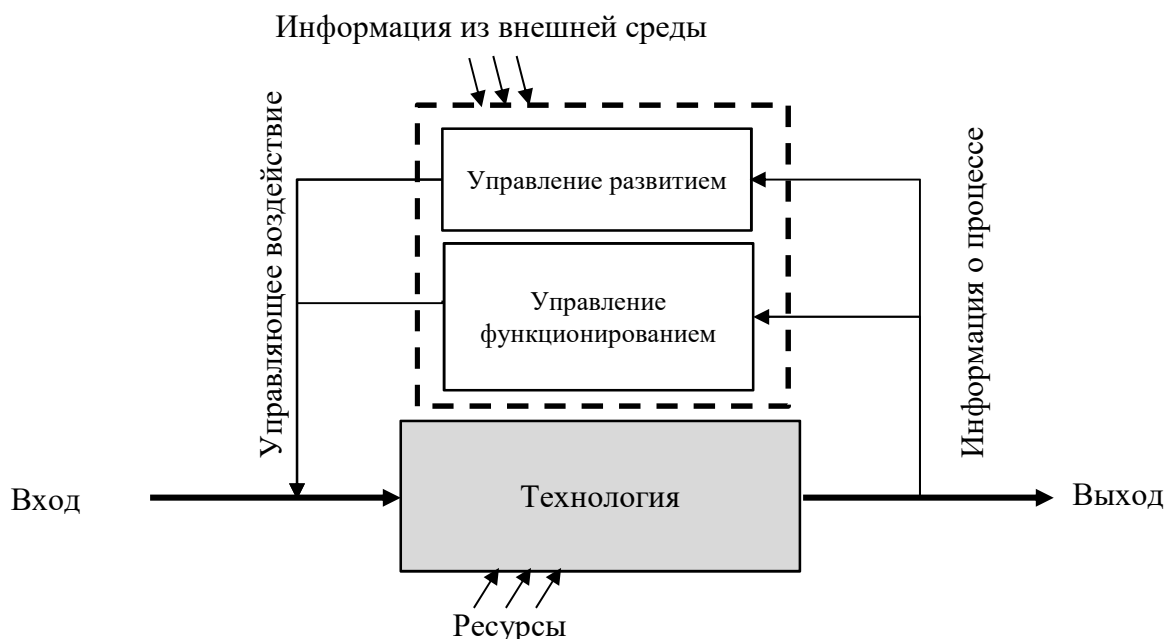 Информация из внешней среды
Управляющее воздействие
Управление развитием
Управление
функционированием
Информация о процессе
Вход
Технология
Выход
Ресурсы